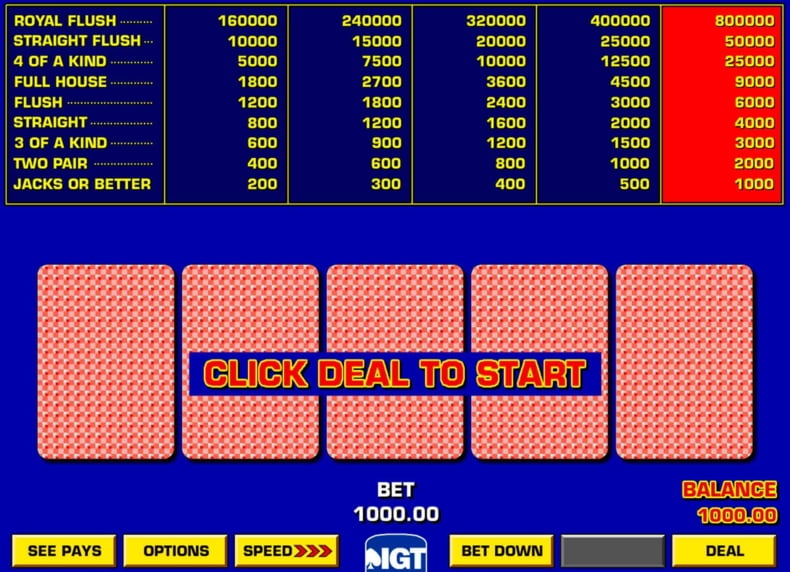 ROYAL FLUSH .......... 160000 240000 320000 400000 800000
STRAIGHT FLUSH ... 10000 15000 20000 25000 50000
4 OF A KIND ............. 5000 7500 10000 12500 25000
FULL HOUSE .............. 1800 2700 3600 4500 9000
FLUSH .......................... 1200 1800 2400 3000 6000
STRAIGHT ................... 800 1200 1600 2000 4000
3 OF A KIND ............. 600 900 1200 1500 3000
TWO PAIR .................... 400 600 800 1000 2000
JACKS OR BETTER 200 300 400 500 1000
CLICK DEAL TO START
BET
1000.00
BALANCE
1000.00
SEE PAYS OPTIONS SPEED>>> IGT BET DOWN DEAL